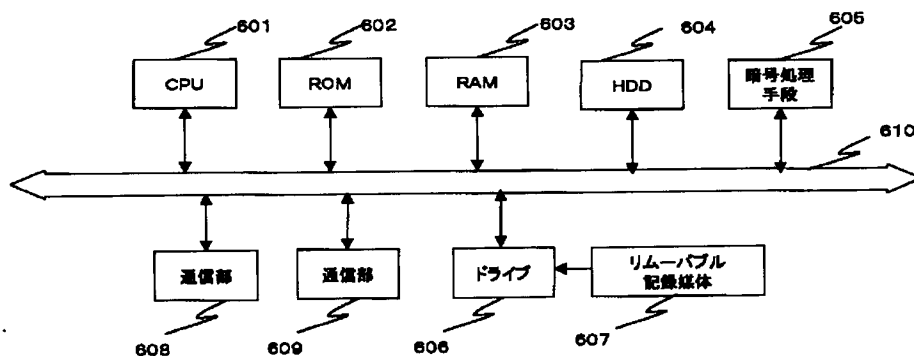 601
602
603
604
605
CPU
ROM
RAM
HDD
暗号処理
手段
610
通信部
通信部
ドライブ
リムーバブル
記録媒体
608
609
606
607